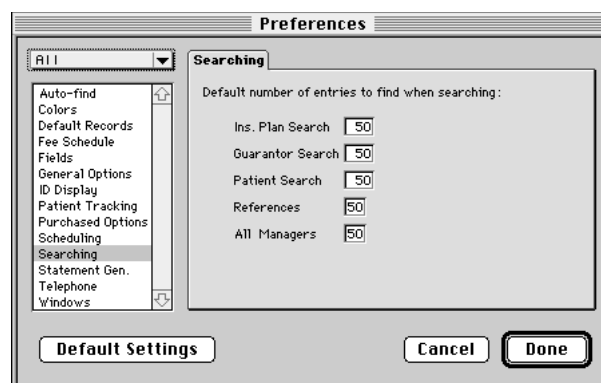 Preferences
All
Auto-find
Colors
Default Records
Fee Schedule
Fields
General Options
ID Display
Patient Tracking
Purchased Options
Scheduling
Searching
Statement Gen.
Telephone
Windows
Searching
Default number of entries to find when searching:
Ins. Plan Search 50
Guarantor Search 50
Patient Search 50
References 50
All Managers 50
Default Settings
Cancel
Done